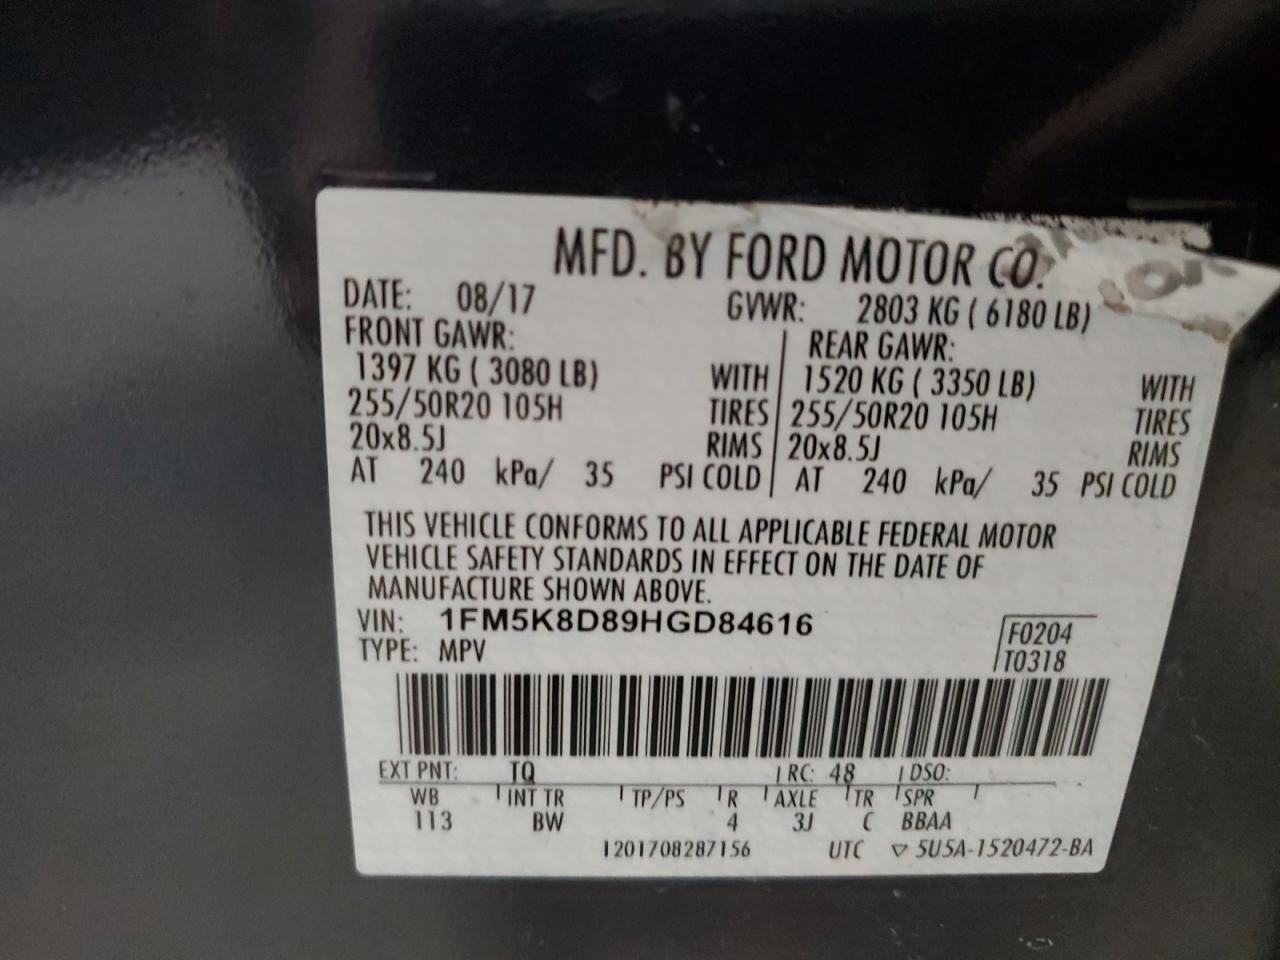 MFD. BY FORD MOTOR CO.
DATE: 08/17 GVWR: 2803 KG ( 6180 LB)
FRONT GAWR: REAR GAWR:
1397 KG ( 3080 LB) WITH 1520 KG ( 3350 LB) WITH
255/50R20 105H TIRES 255/50R20 105H TIRES
20x8.5J RIMS 20x8.5J RIMS
AT 240 kPa/ 35 PSI COLD AT 240 kPa/ 35 PSI COLD
THIS VEHICLE CONFORMS TO ALL APPLICABLE FEDERAL MOTOR
VEHICLE SAFETY STANDARDS IN EFFECT ON THE DATE OF
MANUFACTURE SHOWN ABOVE.
VIN: 1FM5K8D89HGD84616
F0204
TYPE: MPV
T0318
EXT PNT: TQ RC: 48 DSO:
WB INT TR TP/PS R AXLE TR SPR
113 BW 4 3J C BBAA
1201708287156 UTC ▽ 5U5A-1520472-BA